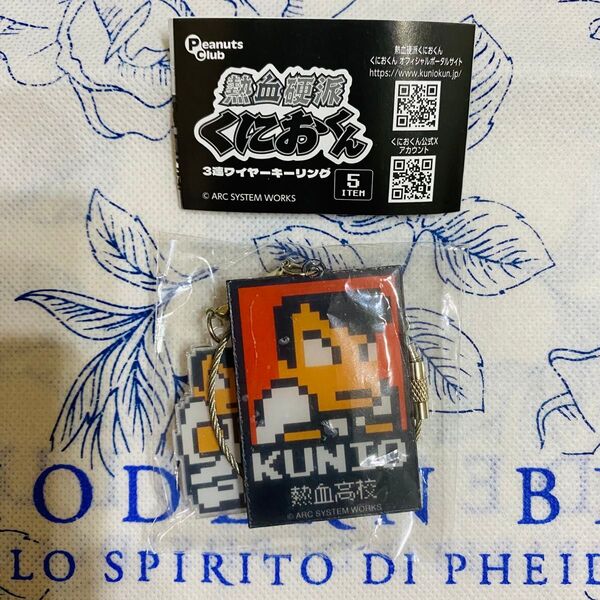 Peanuts
Club
熱血硬派
くにおくん
3連ワイヤーキーリング
5
ITEM
© ARC SYSTEM WORKS
熱血硬派くにおくん
くにおくん オフィシャルポータルサイト
https://www.kuniokun.jp/
くにおくん公式X
アカウント
KUNIO
熱血高校
© ARC SYSTEM WORKS
ODERN B
LO SPIRITO DI PHEID